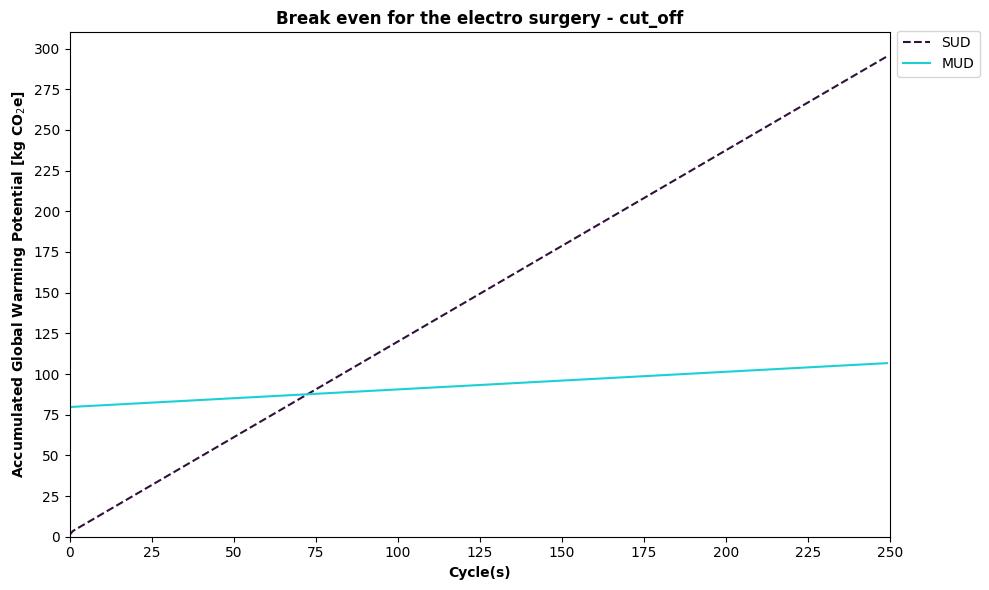 Break even for the electro surgery - cut_off
SUD
MUD
Accumulated Global Warming Potential [kg CO₂e]
300
275
250
225
200
175
150
125
100
75
50
25
0
0 25 50 75 100 125 150 175 200 225 250
Cycle(s)